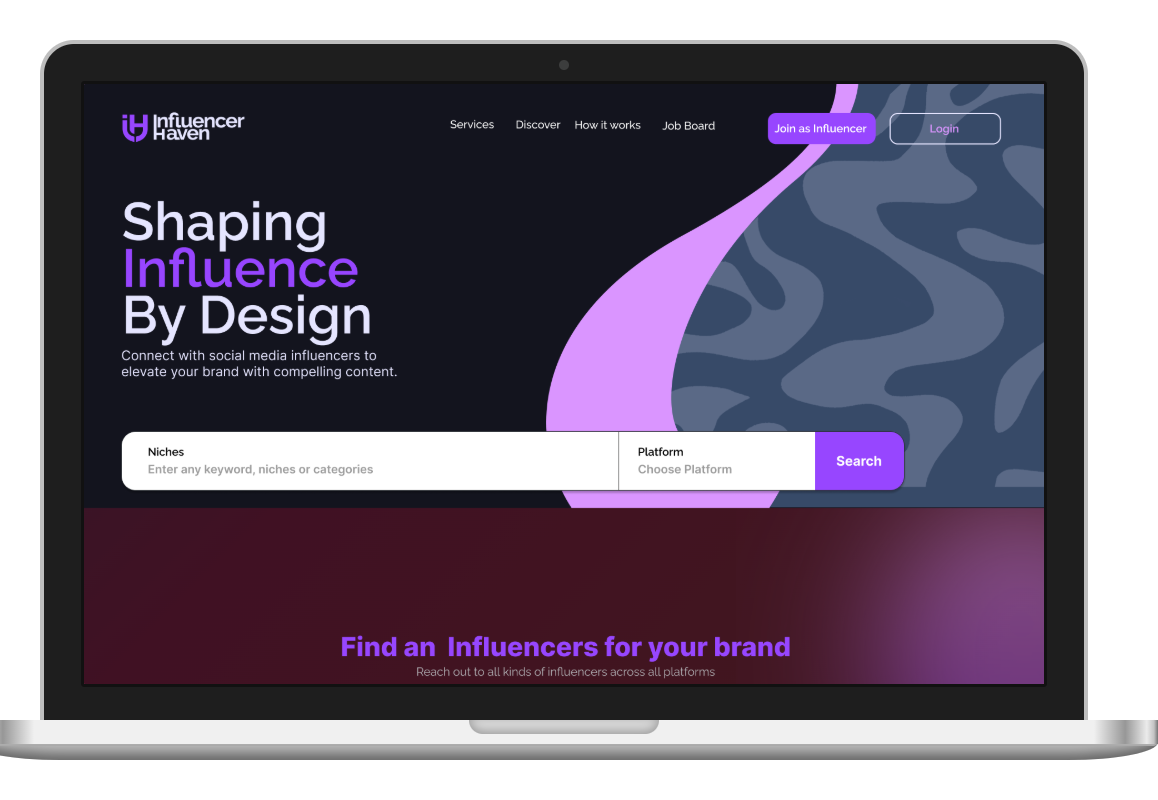 Influencer
Haven
Services Discover How it works Job Board Join as Influencer Login
Shaping
Influence
By Design
Connect with social media influencers to
elevate your brand with compelling content.
Niches
Enter any keyword, niches or categories
Platform
Choose Platform
Search
Find an Influencers for your brand
Reach out to all kinds of influencers across all platforms